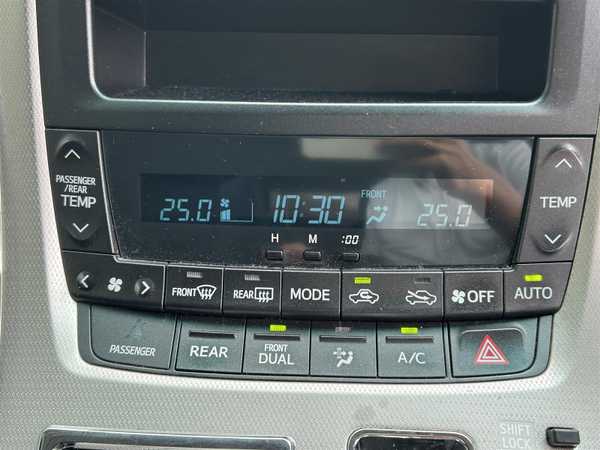 PASSENGER
/REAR
TEMP
25.0
10:30
FRONT
25.0
TEMP
H
M
:00
FRONT
REAR
MODE
OFF
AUTO
PASSENGER
REAR
FRONT
DUAL
A/C
SHIFT
LOCK